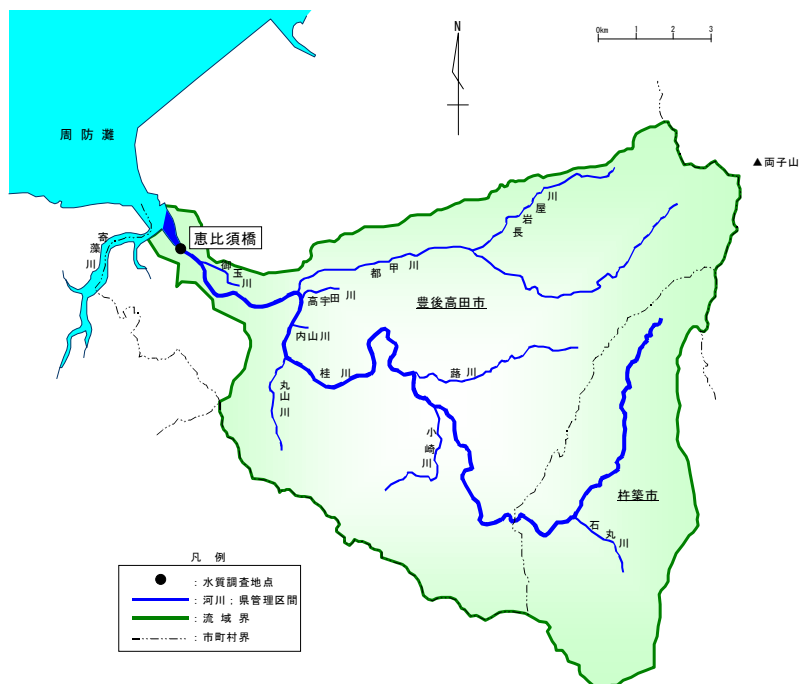 N
0km 1 2 3
周防灘
▲両子山
長岩屋川
寄藻川
恵比須橋
御玉川
都甲川
高宇田川
豊後高田市
内山川
桂川
蕗川
丸山川
小崎川
杵築市
石丸川
凡例
：水質調査地点
：河川；県管理区間
：流域界
：市町村界